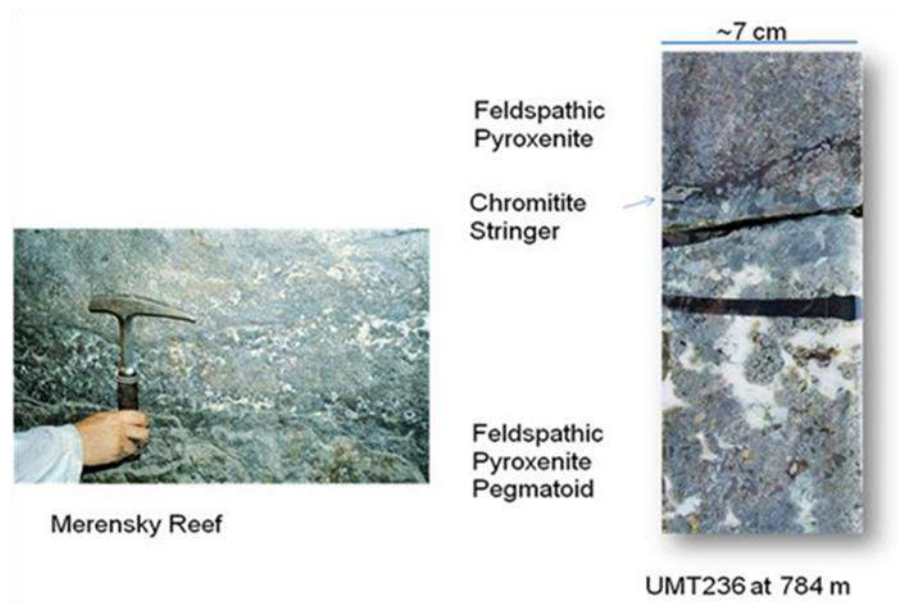 ~7 cm
Feldspathic
Pyroxenite
Chromitite
Stringer
Feldspathic
Pyroxenite
Pegmatoid
Merensky Reef
UMT236 at 784 m